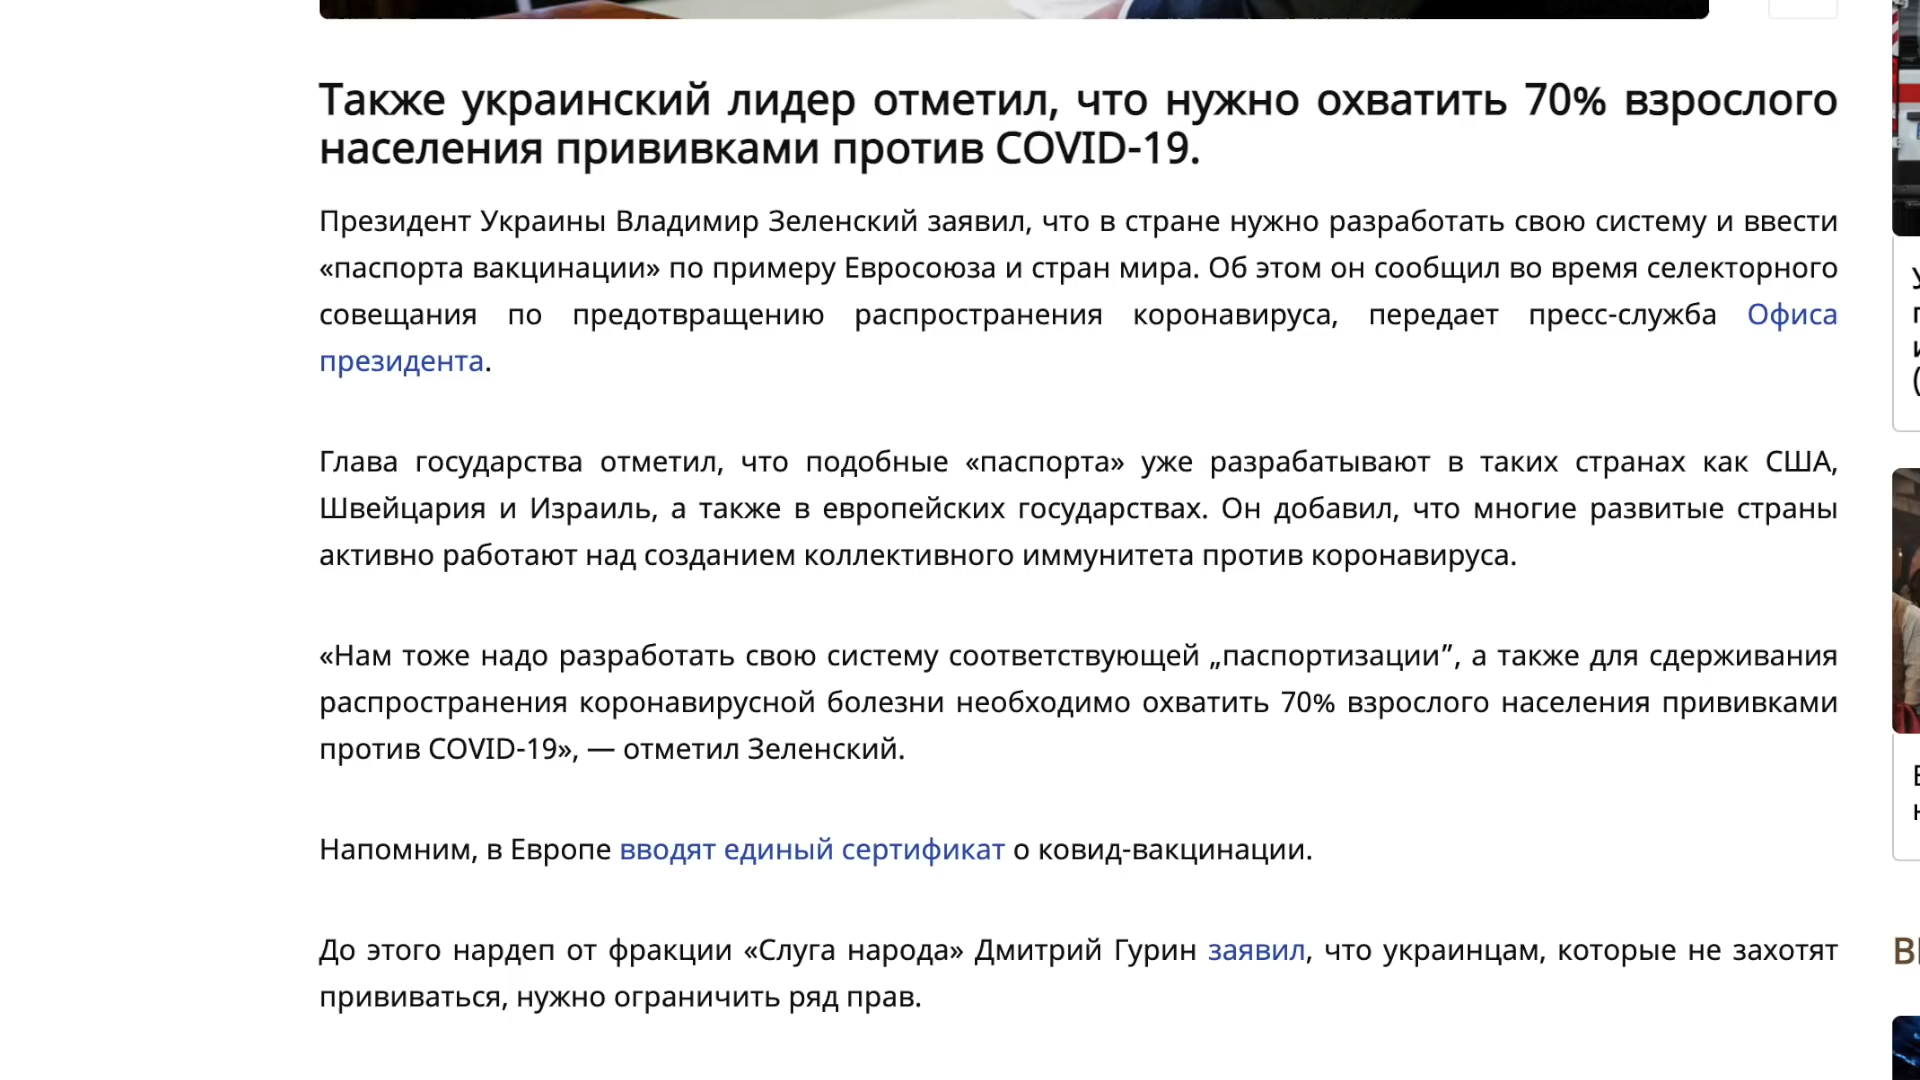 Также украинский лидер отметил, что нужно охватить 70% взрослого
населения прививками против COVID-19.
Президент Украины Владимир Зеленский заявил, что в стране нужно разработать свою систему и ввести
«паспорта вакцинации» по примеру Евросоюза и стран мира. Об этом он сообщил во время селекторного
совещания по предотвращению распространения коронавируса, передает пресс-служба Офиса
президента.
Глава государства отметил, что подобные «паспорта» уже разрабатывают в таких странах как США,
Швейцария и Израиль, а также в европейских государствах. Он добавил, что многие развитые страны
активно работают над созданием коллективного иммунитета против коронавируса.
«Нам тоже надо разработать свою систему соответствующей „паспортизации”, а также для сдерживания
распространения коронавирусной болезни необходимо охватить 70% взрослого населения прививками
против COVID-19», — отметил Зеленский.
Напомним, в Европе вводят единый сертификат о ковид-вакцинации.
До этого нардеп от фракции «Слуга народа» Дмитрий Гурин заявил, что украинцам, которые не захотят
прививаться, нужно ограничить ряд прав.